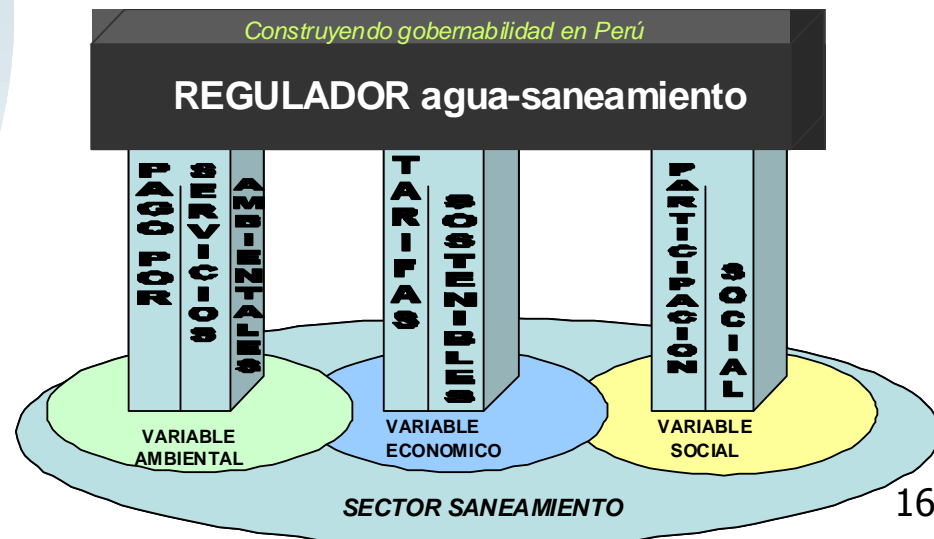 Construyendo gobernabilidad en Perú
REGULADOR agua-saneamiento
PAGO POR
SERVICIOS
AMBIENTALES
TARIFAS
SOSTENIBLES
PARTICIPACION
SOCIAL
VARIABLE
AMBIENTAL
VARIABLE
ECONOMICO
VARIABLE
SOCIAL
SECTOR SANEAMIENTO
16